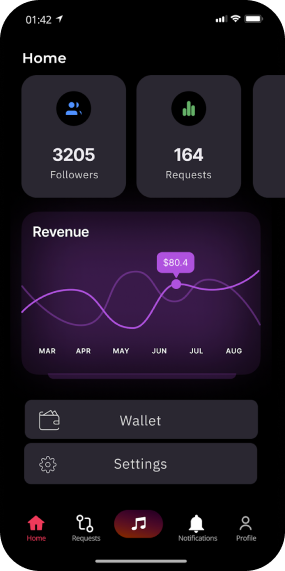 01:42
Home
3205
164
Followers
Requests
Revenue
$80.4
MAR APR MAY JUN JUL AUG
Wallet
Settings
Home Requests Notifications Profile